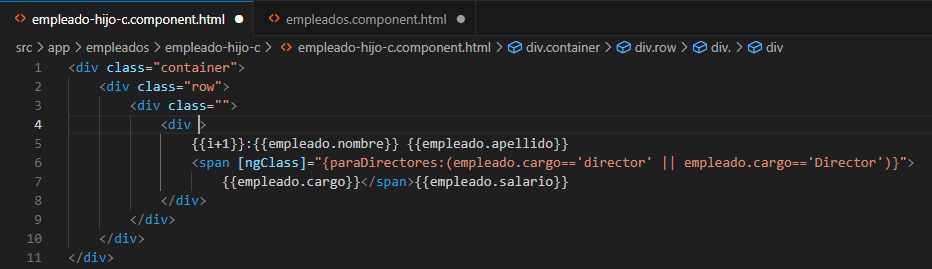 <> empleado-hijo-c.component.html ● <> empleados.component.html ●
src > app > empleados > empleado-hijo-c > <> empleado-hijo-c.component.html > div.container > div.row > div. > div
1 <div class="container">
2 <div class="row">
3 <div class="">
4 <div >
5 {{i+1}}:{{empleado.nombre}} {{empleado.apellido}}
6 <span [ngClass]="{paraDirectores:(empleado.cargo=='director' || empleado.cargo=='Director')}">
7 {{empleado.cargo}}</span>{{empleado.salario}}
8 </div>
9 </div>
10 </div>
11 </div>